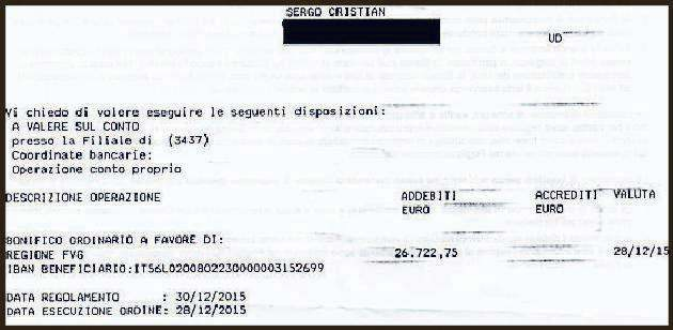 SERGO CRISTIAN
UD
Vi chiedo di volere eseguire le seguenti disposizioni:
A VALERE SUL CONTO
presso la Filiale di (3437)
Coordinate bancarie:
Operazione conto proprio
DESCRIZIONE OPERAZIONE ADDEBITI ACCREDITI VALUTA
EURO EURO
BONIFICO ORDINARIO A FAVORE DI:
REGIONE FVG 26.722,75 28/12/15
IBAN BENEFICIARIO:IT56L0200802230000003152699
DATA REGOLAMENTO : 30/12/2015
DATA ESECUZIONE ORDINE: 28/12/2015